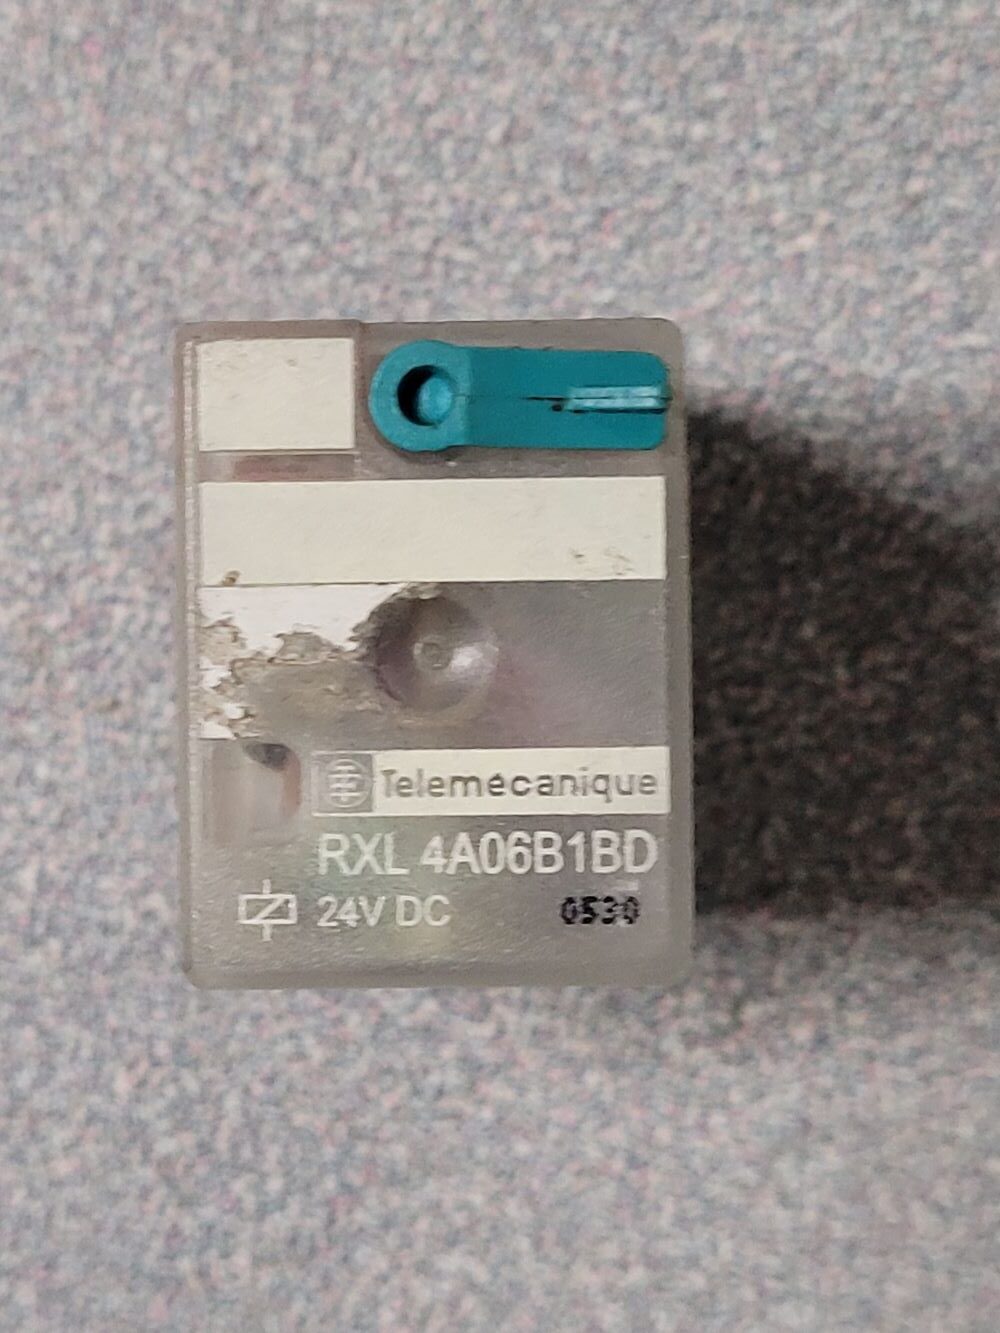 Telemecanique
RXL 4A06B1BD
24V DC 0530